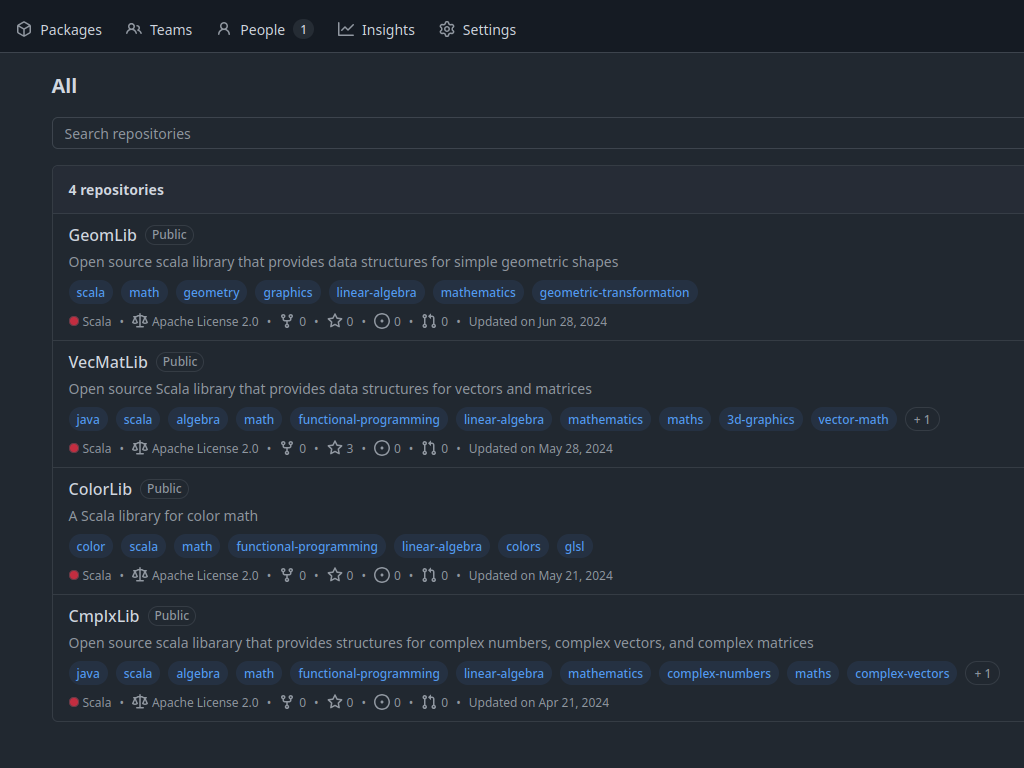 Packages Teams People 1 Insights Settings
All
Search repositories
4 repositories
GeomLib Public
Open source scala library that provides data structures for simple geometric shapes
scala math geometry graphics linear-algebra mathematics geometric-transformation
Scala • Apache License 2.0 • 0 • 0 • 0 • 0 • Updated on Jun 28, 2024
VecMatLib Public
Open source Scala library that provides data structures for vectors and matrices
java scala algebra math functional-programming linear-algebra mathematics maths 3d-graphics vector-math + 1
Scala • Apache License 2.0 • 0 • 3 • 0 • 0 • Updated on May 28, 2024
ColorLib Public
A Scala library for color math
color scala math functional-programming linear-algebra colors glsl
Scala • Apache License 2.0 • 0 • 0 • 0 • 0 • Updated on May 21, 2024
CmplxLib Public
Open source scala libarary that provides structures for complex numbers, complex vectors, and complex matrices
java scala algebra math functional-programming linear-algebra mathematics complex-numbers maths complex-vectors + 1
Scala • Apache License 2.0 • 0 • 0 • 0 • 0 • Updated on Apr 21, 2024